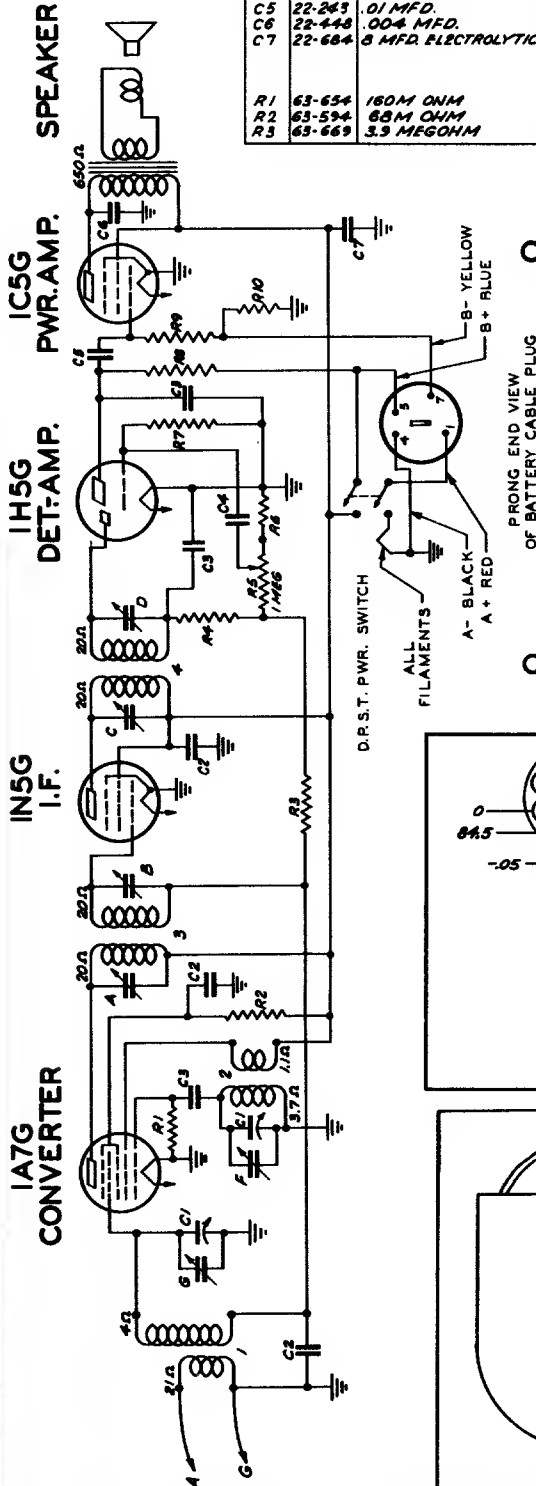 C5 22-243 .01 MFD.
C6 22-448 .004 MFD.
C7 22-684 8 MFD. ELECTROLYTIC
R1 63-654 160M OHM
R2 63-594 68M OHM
R3 63-669 3.9 MEGOHM
1A7G
CONVERTER
1N5G
I.F.
1H5G
DET.-AMP.
1C5G
PWR.AMP.
SPEAKER
A
G
21Ω
4Ω
1
C2
G
C1
R1
C3
F
C1
3.7Ω
2
1.1Ω
R2
C2
20Ω
A
3
20Ω
B
C2
20Ω
C
4
20Ω
D
R3
R4
C3
R5
1 MEG
R6
C4
R7
C3
R8
C5
R9
R10
C6
650Ω
C7
D.P.S.T. PWR. SWITCH
ALL
FILAMENTS
A- BLACK
A+ RED
4
5
1
7
B- YELLOW
B+ BLUE
PRONG END VIEW
OF BATTERY CABLE PLUG
0
84.5
-.05